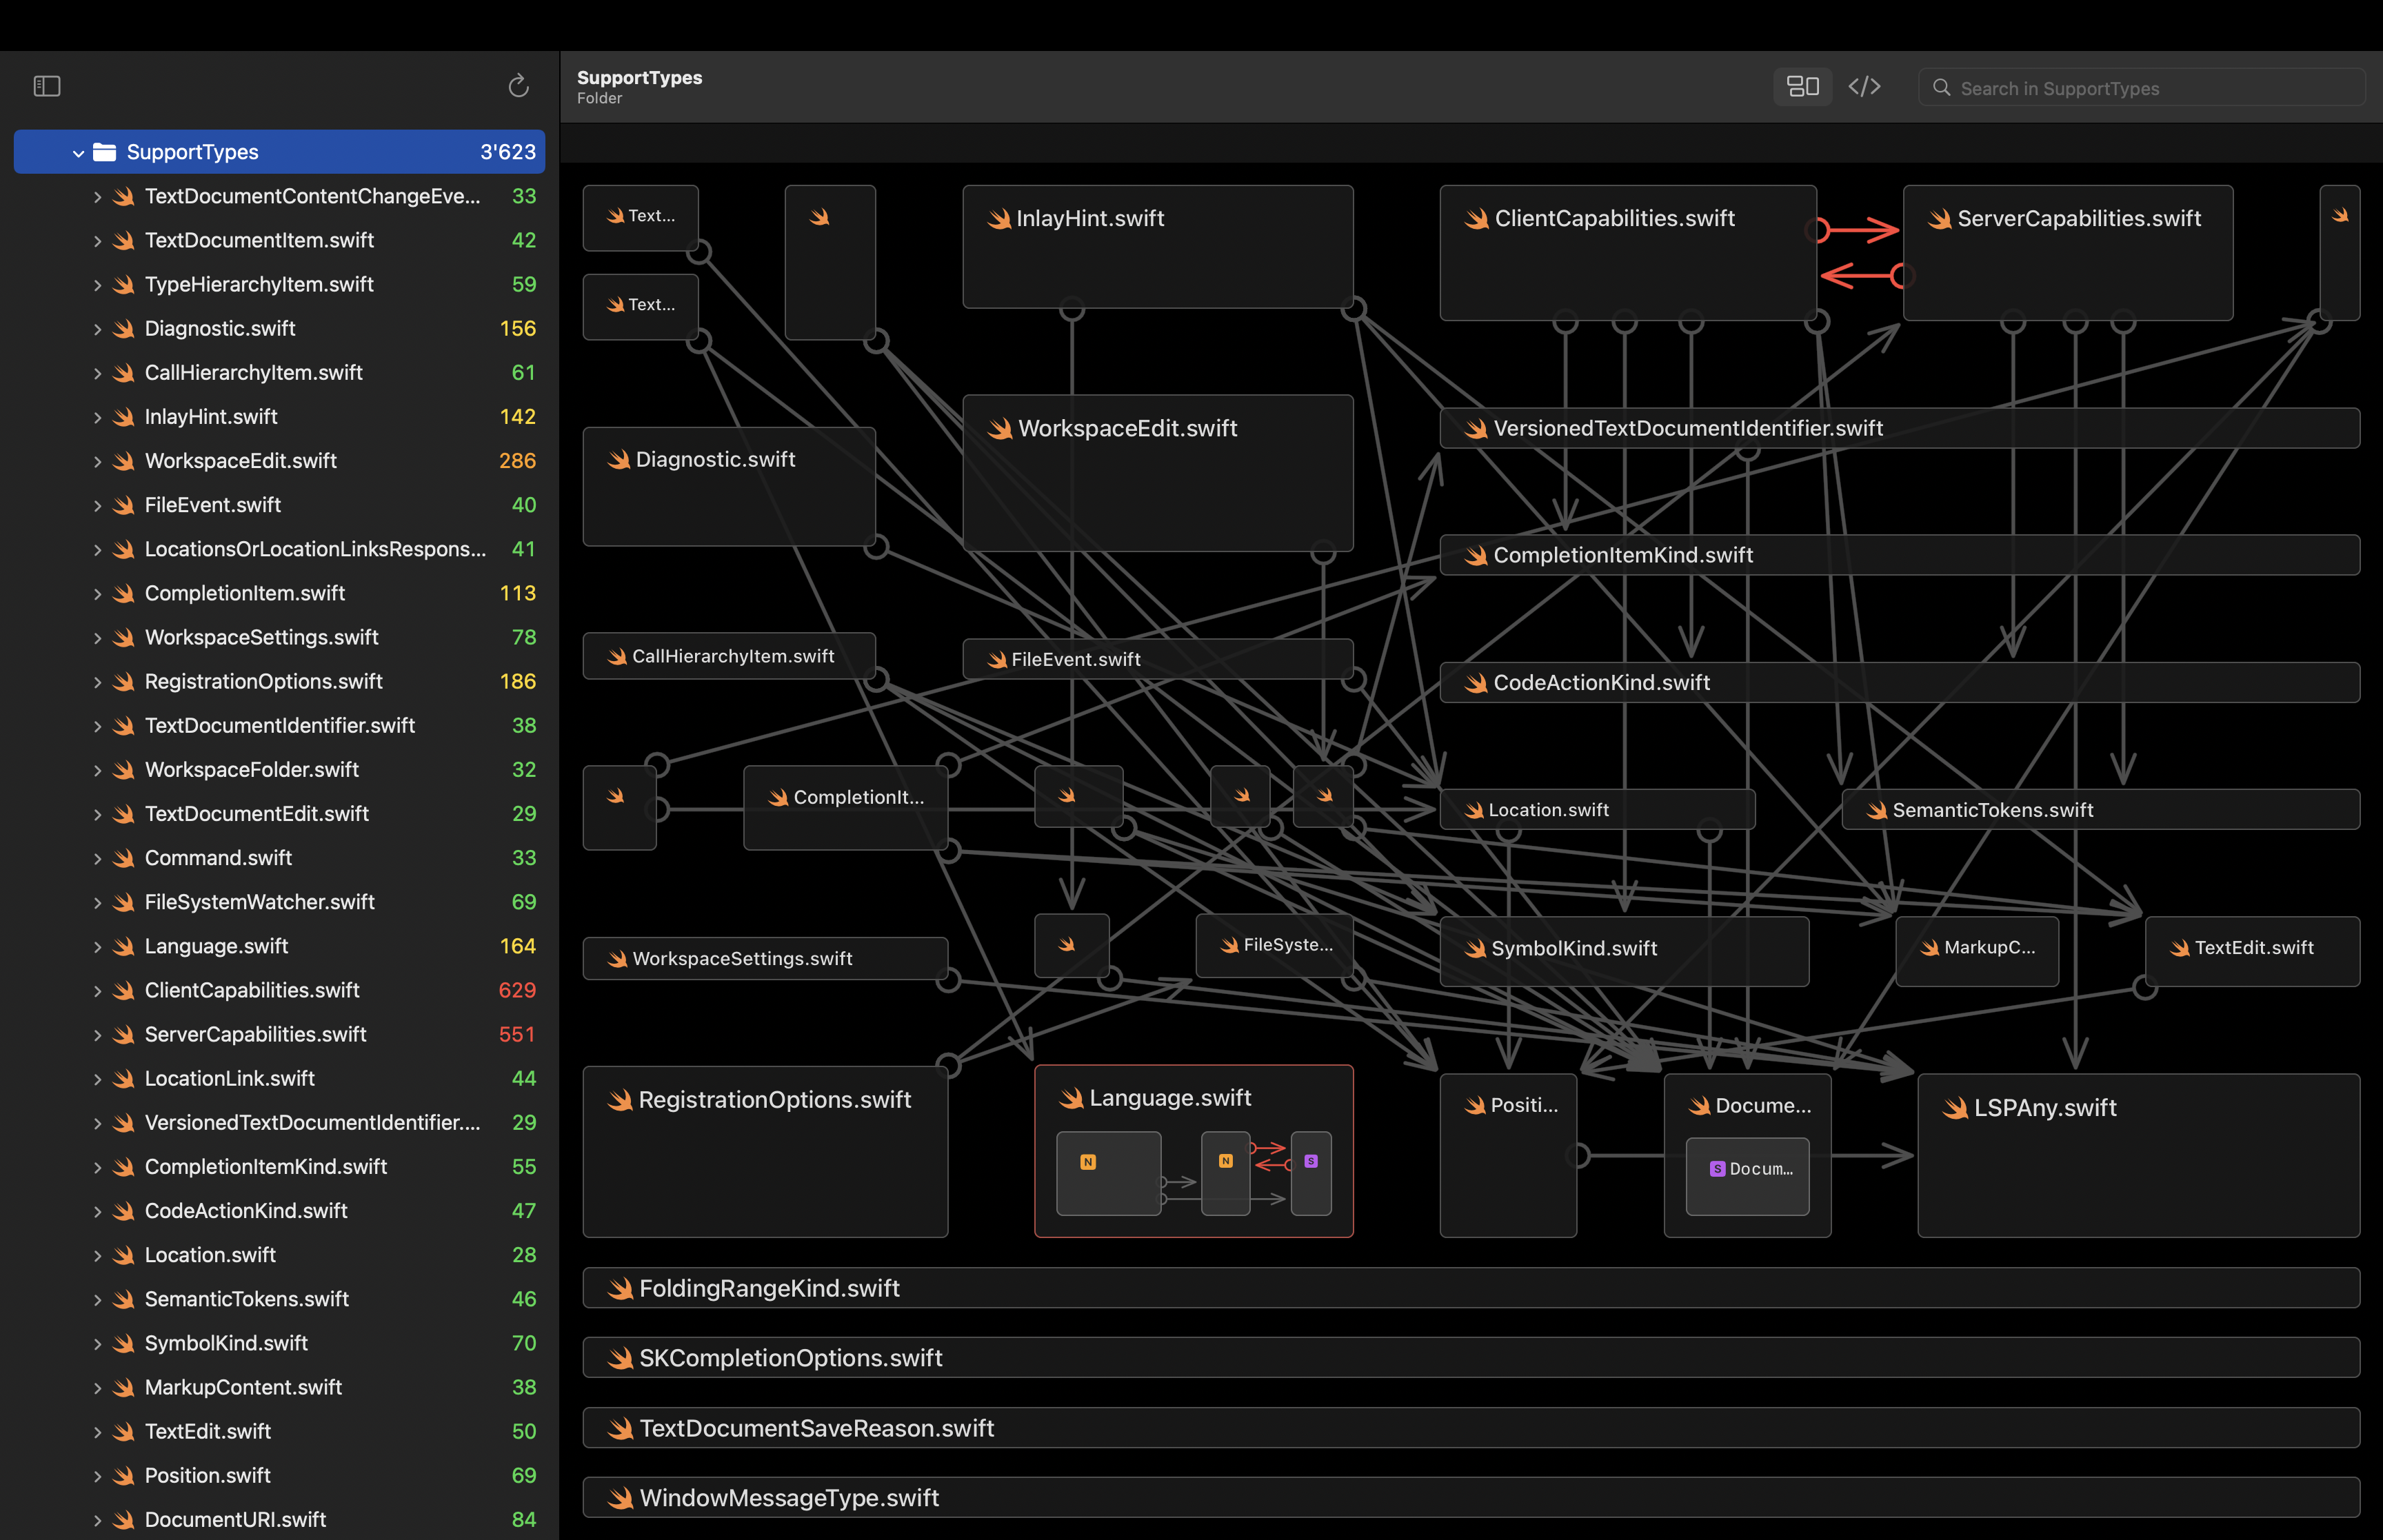 SupportTypes 3'623
TextDocumentContentChangeEve... 33
TextDocumentItem.swift 42
TypeHierarchyItem.swift 59
Diagnostic.swift 156
CallHierarchyItem.swift 61
InlayHint.swift 142
WorkspaceEdit.swift 286
FileEvent.swift 40
LocationsOrLocationLinksRespons... 41
CompletionItem.swift 113
WorkspaceSettings.swift 78
RegistrationOptions.swift 186
TextDocumentIdentifier.swift 38
WorkspaceFolder.swift 32
TextDocumentEdit.swift 29
Command.swift 33
FileSystemWatcher.swift 69
Language.swift 164
ClientCapabilities.swift 629
ServerCapabilities.swift 551
LocationLink.swift 44
VersionedTextDocumentIdentifier.... 29
CompletionItemKind.swift 55
CodeActionKind.swift 47
Location.swift 28
SemanticTokens.swift 46
SymbolKind.swift 70
MarkupContent.swift 38
TextEdit.swift 50
Position.swift 69
DocumentURI.swift 84
SupportTypes
Folder
Search in SupportTypes
Text...
InlayHint.swift
ClientCapabilities.swift
ServerCapabilities.swift
Text...
Diagnostic.swift
WorkspaceEdit.swift
VersionedTextDocumentIdentifier.swift
CompletionItemKind.swift
CallHierarchyItem.swift
FileEvent.swift
CodeActionKind.swift
CompletionIt...
Location.swift
SemanticTokens.swift
WorkspaceSettings.swift
FileSyste...
SymbolKind.swift
MarkupC...
TextEdit.swift
RegistrationOptions.swift
Language.swift
N
N
S
Positi...
Docume...
S Docum...
LSPAny.swift
FoldingRangeKind.swift
SKCompletionOptions.swift
TextDocumentSaveReason.swift
WindowMessageType.swift